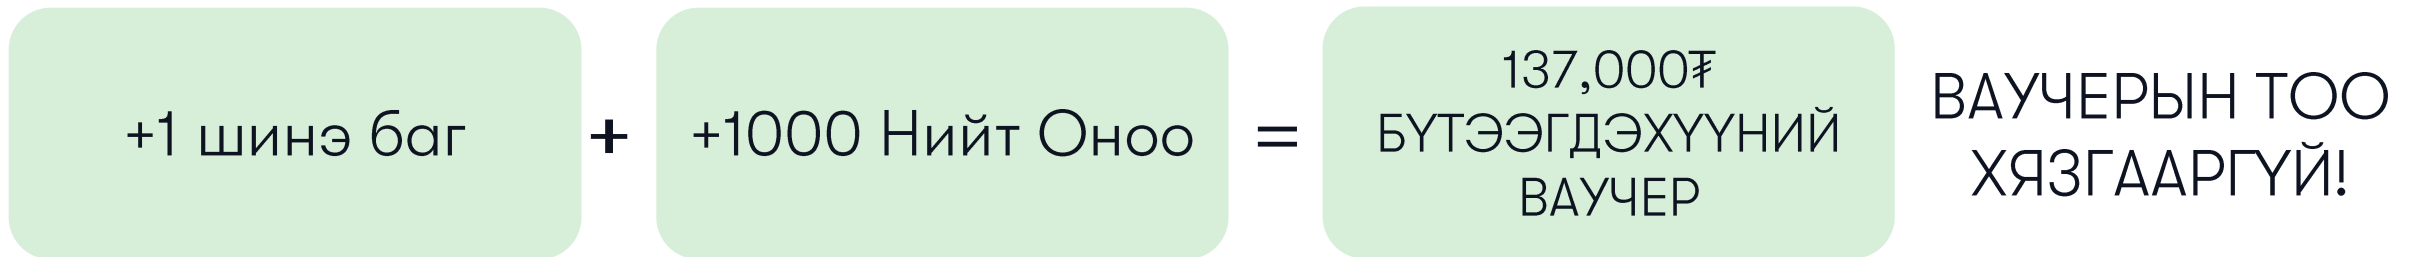 +1 шинэ баг
+
+1000 Нийт Оноо
=
137,000₮
БҮТЭЭГДЭХҮҮНИЙ
ВАУЧЕР
ВАУЧЕРЫН ТОО
ХЯЗГААРГҮЙ!